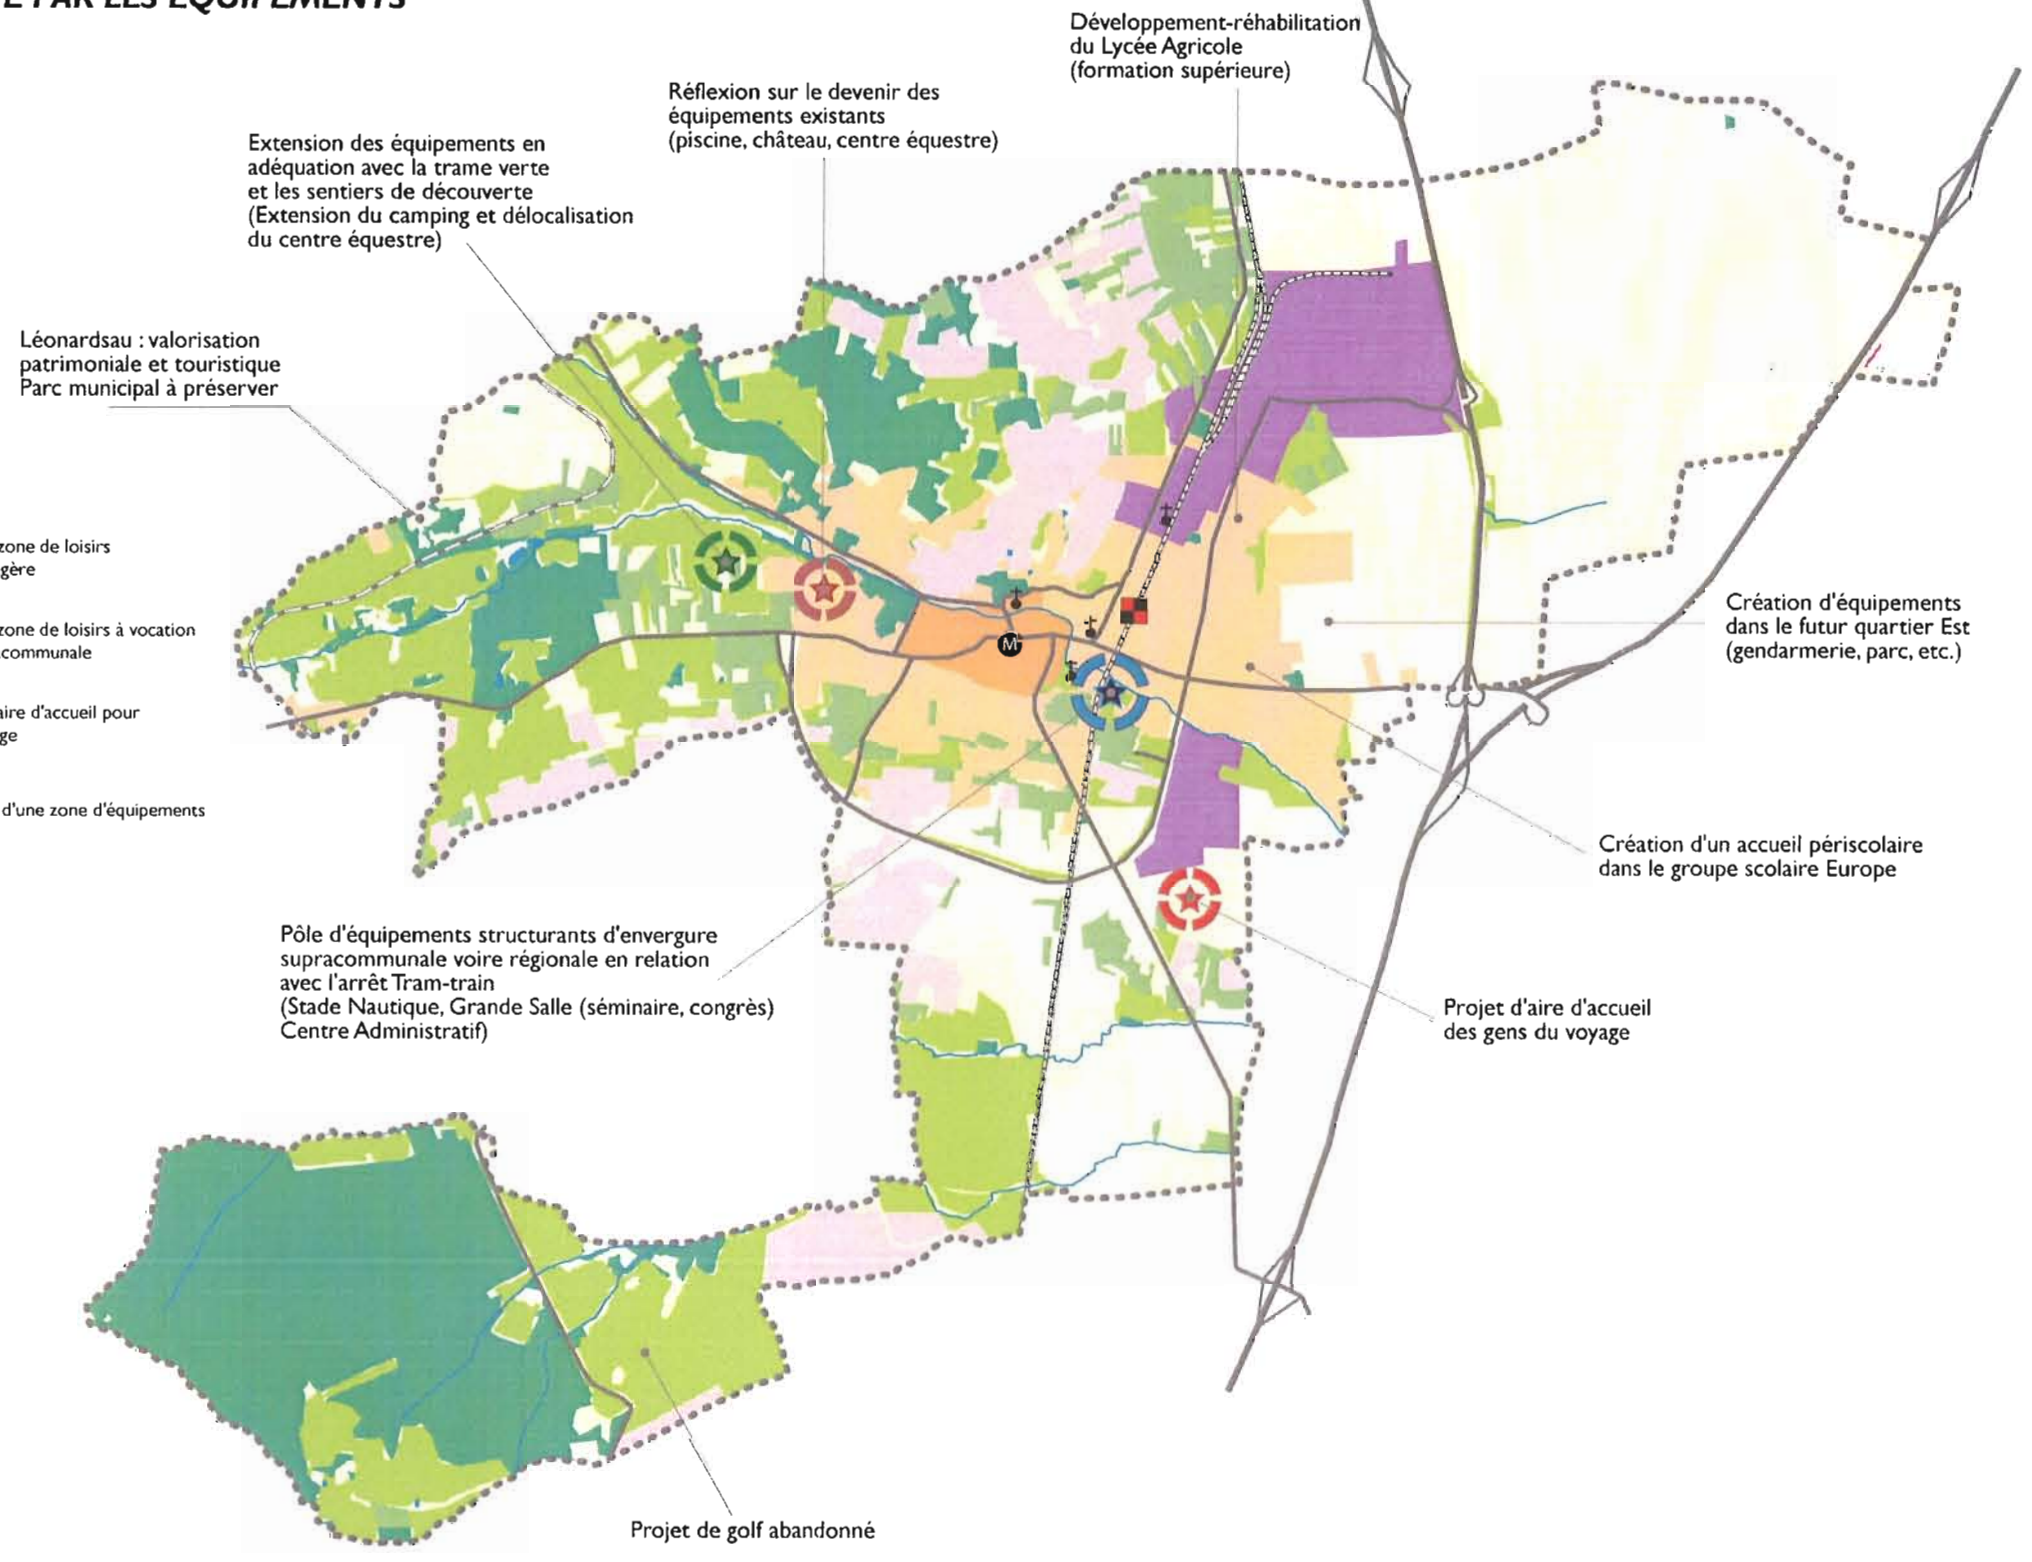 PAR LES ÉQUIPEMENTS
Développement-réhabilitation
du Lycée Agricole
(formation supérieure)
Réflexion sur le devenir des
équipements existants
(piscine, château, centre équestre)
Extension des équipements en
adéquation avec la trame verte
et les sentiers de découverte
(Extension du camping et délocalisation
du centre équestre)
Léonardsau : valorisation
patrimoniale et touristique
Parc municipal à préserver
zone de loisirs
gère
zone de loisirs à vocation
communale
aire d'accueil pour
ge
d'une zone d'équipements
M
Création d'équipements
dans le futur quartier Est
(gendarmerie, parc, etc.)
Création d'un accueil périscolaire
dans le groupe scolaire Europe
Pôle d'équipements structurants d'envergure
supracommunale voire régionale en relation
avec l'arrêt Tram-train
(Stade Nautique, Grande Salle (séminaire, congrès)
Centre Administratif)
Projet d'aire d'accueil
des gens du voyage
Projet de golf abandonné